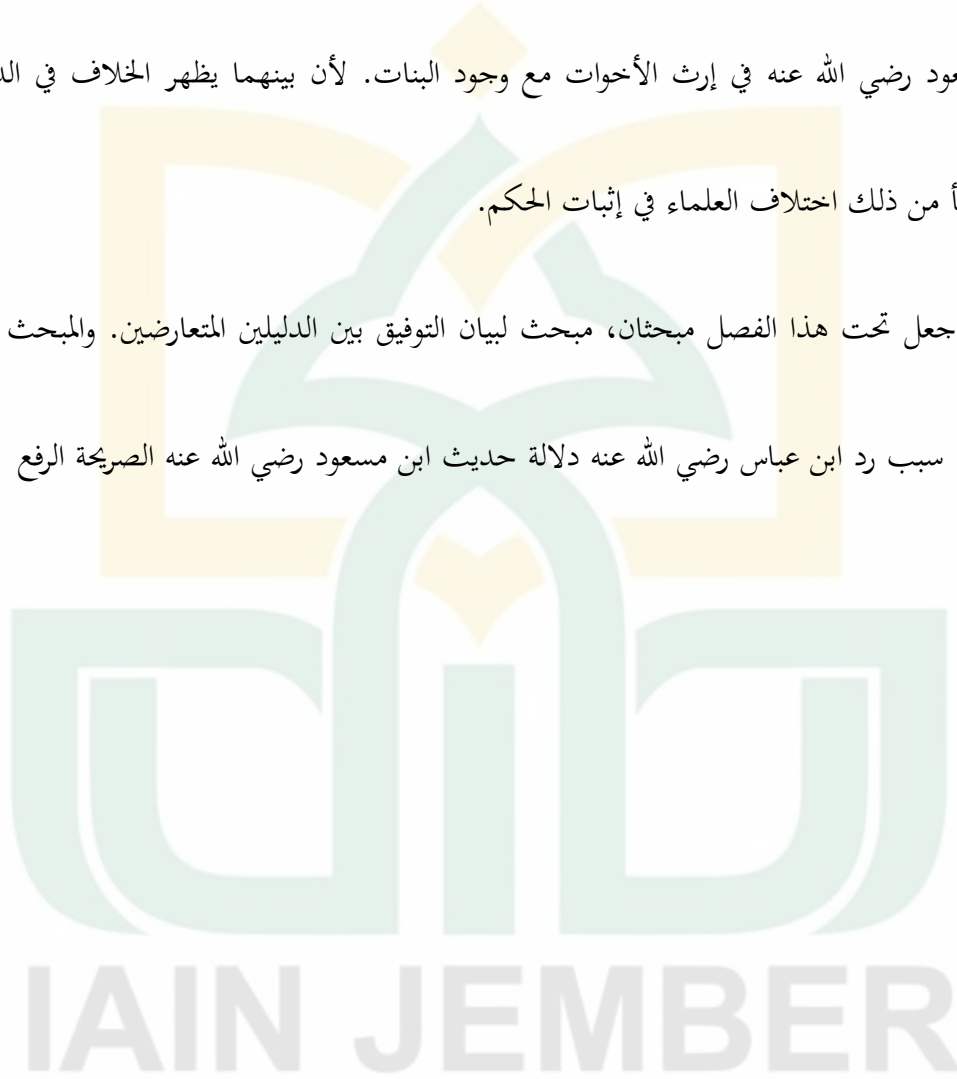 رضي الله عنه في إرث الأخوات مع وجود البنات. لأن بينهما يظهر الخلاف في
من ذلك اختلاف العلماء في إثبات الحكم.
جعل تحت هذا الفصل مبحثان، مبحث لبيان التوفيق بين الدليلين المتعارضين. والمبحث
سبب رد ابن عباس رضي الله عنه دلالة حديث ابن مسعود رضي الله عنه الصريحة الرفع
IAIN JEMBER